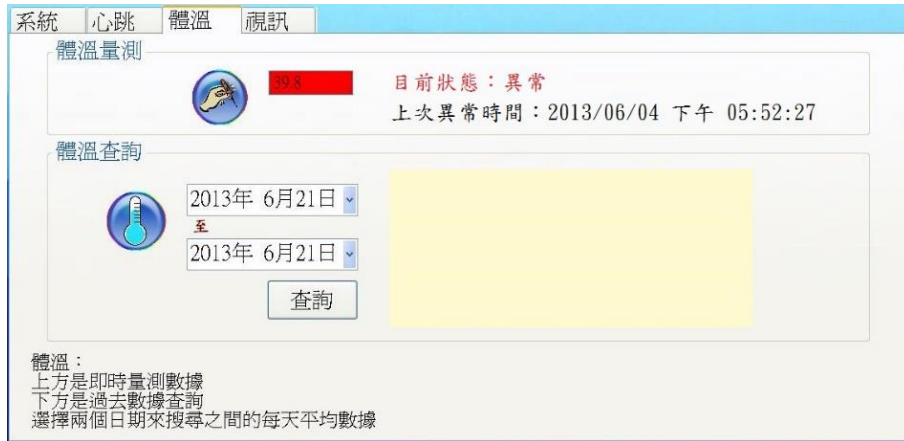 系統 心跳 體溫 視訊
體溫量測
39.8
目前狀態：異常
上次異常時間：2013/06/04 下午 05:52:27
體溫查詢
2013年 6月21日
至
2013年 6月21日
查詢
體溫：
上方是即時量測數據
下方是過去數據查詢
選擇兩個日期來搜尋之間的每天平均數據